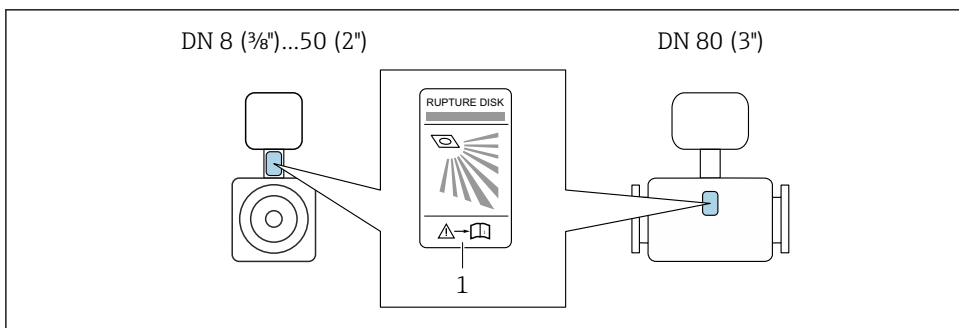 DN 8 (⅜")...50 (2")
DN 80 (3")
RUPTURE DISK
i
1